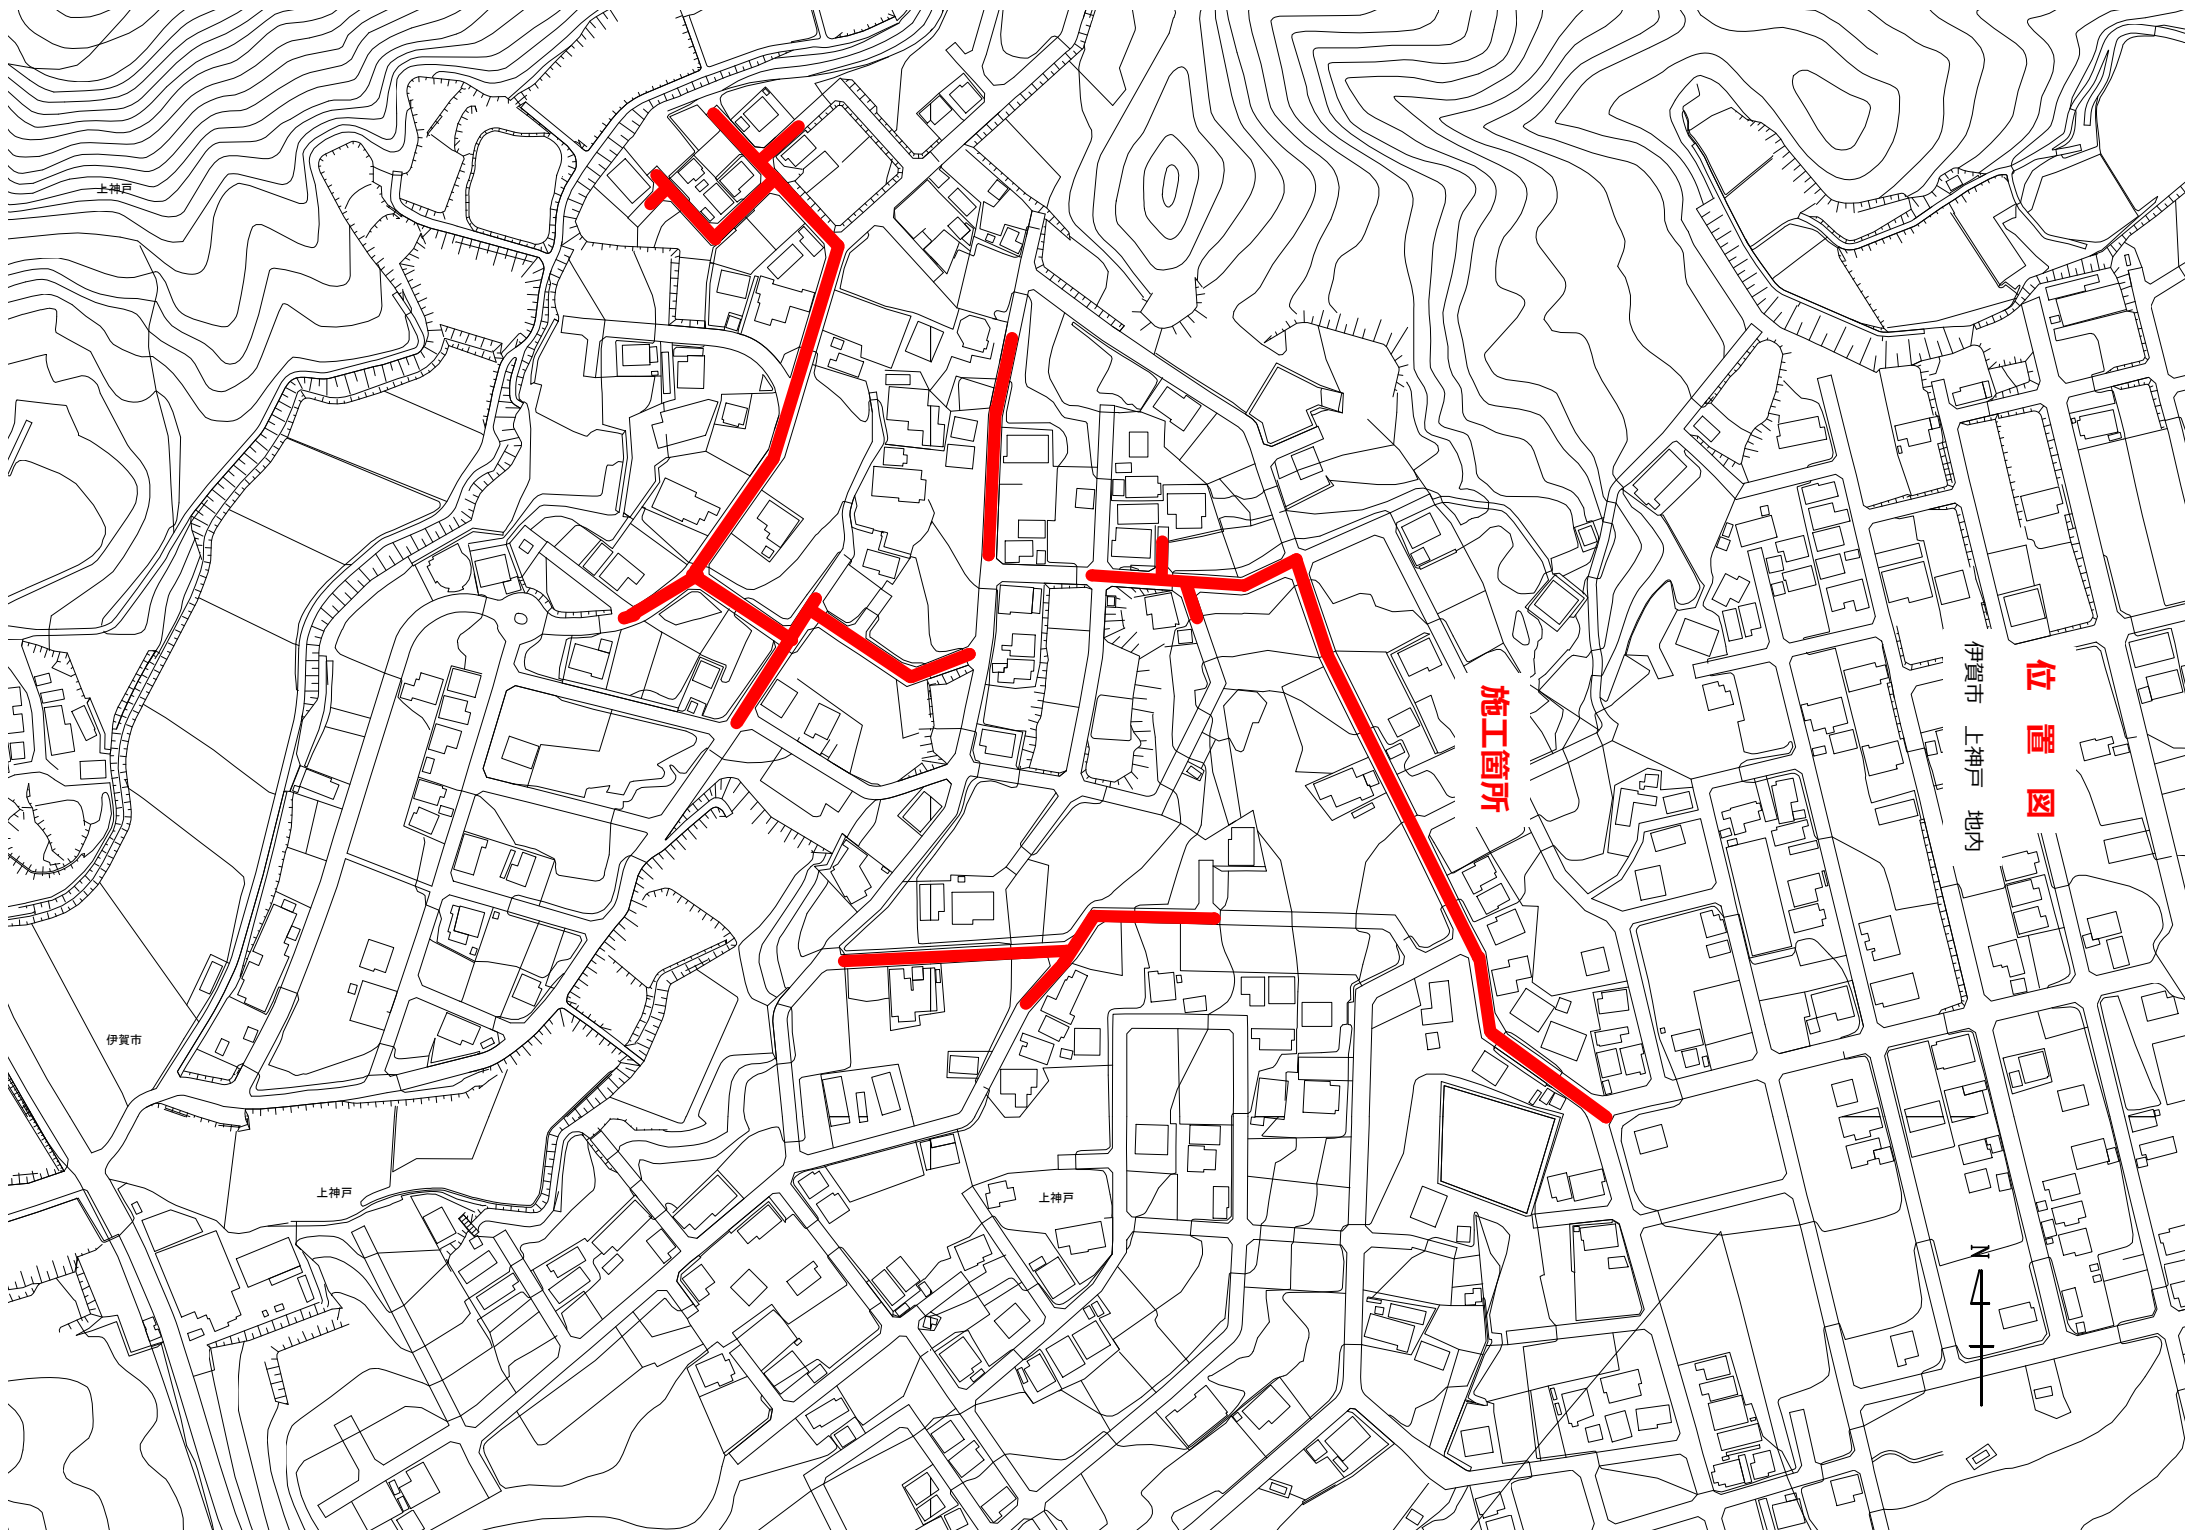 位置図
伊賀市　上神戸　地内
施工箇所
上神戸
伊賀市
上神戸
上神戸
N